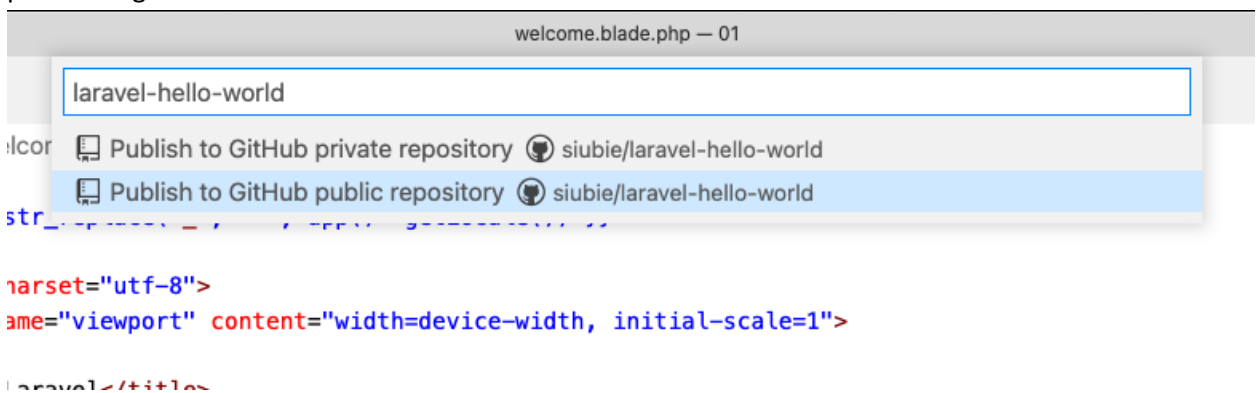 welcome.blade.php — 01
laravel-hello-world
Publish to GitHub private repository siubie/laravel-hello-world
Publish to GitHub public repository siubie/laravel-hello-world
harset="utf-8">
ame="viewport" content="width=device-width, initial-scale=1">
</title>